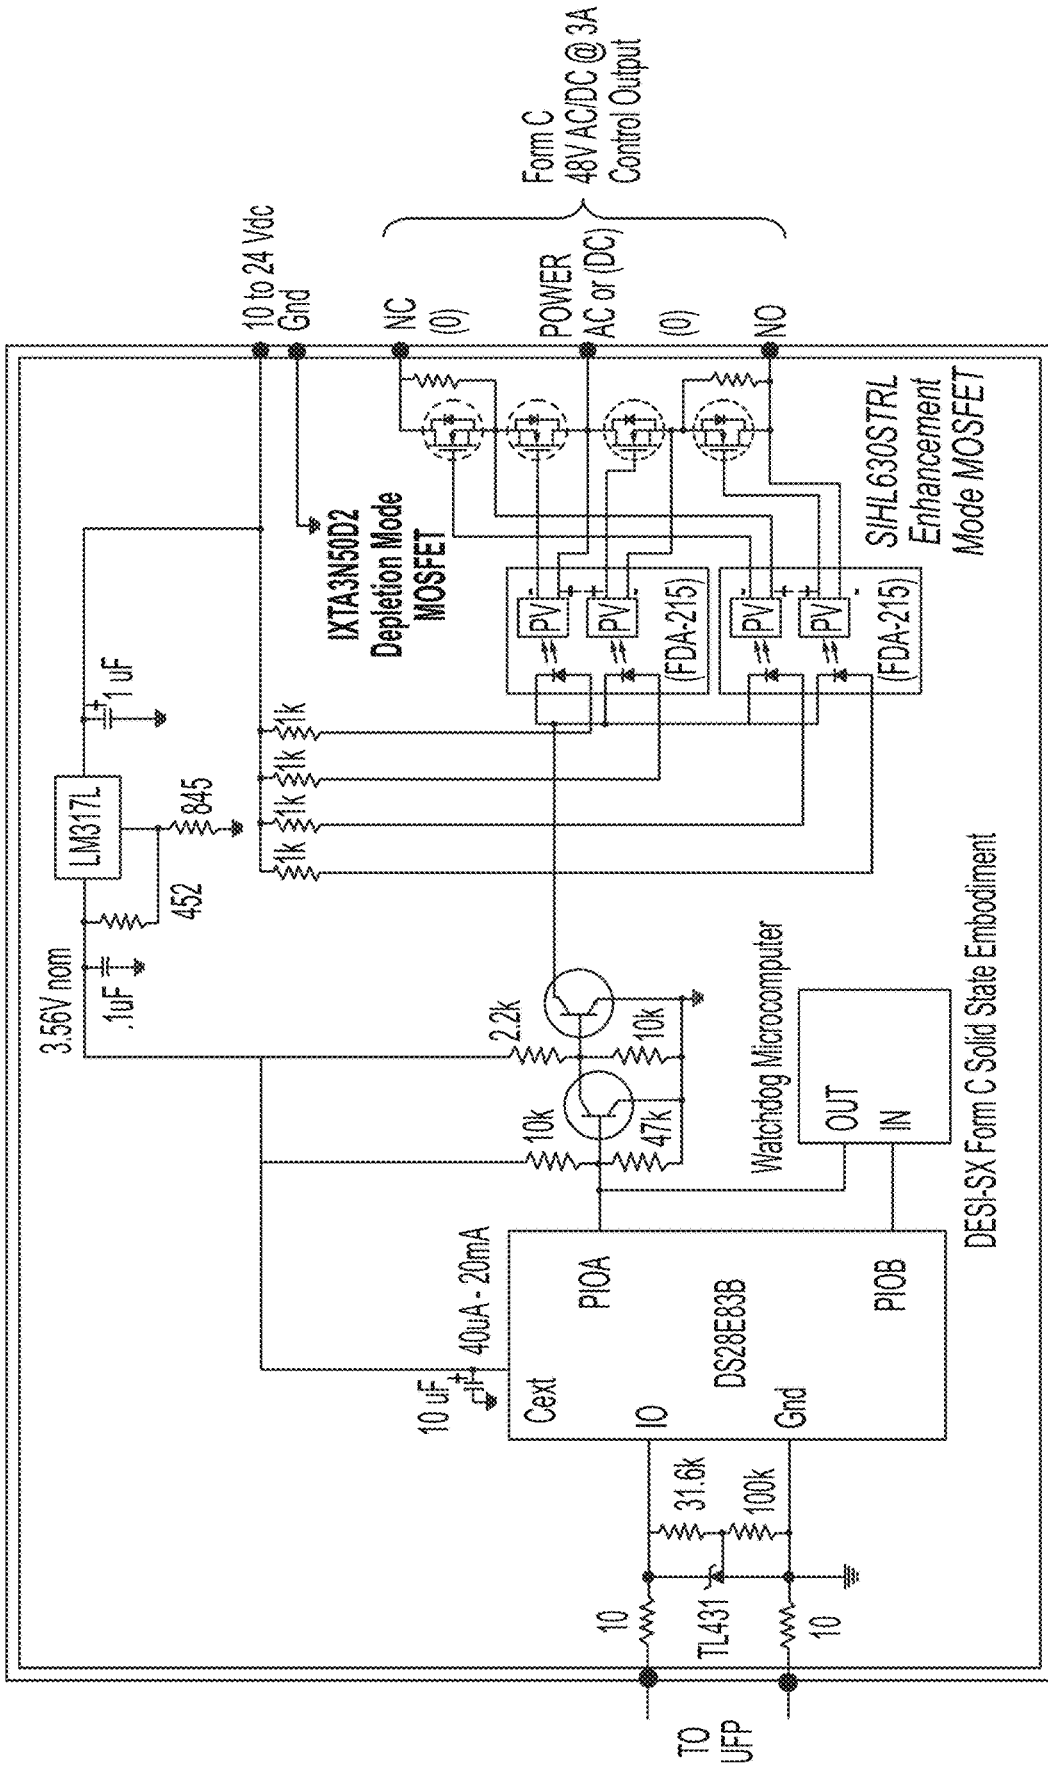 10 to 24 Vdc
Gnd
NC
(0)
POWER
AC or (DC)
(0)
NO
Form C
48V AC/DC @ 3A
Control Output
3.56V nom
.1uF
452
LM317L
845
+
1 uF
1k
1k
1k
1k
IXTA3N50D2
Depletion Mode
MOSFET
PV
PV
(FDA-215)
PV
PV
(FDA-215)
SIHL630STRL
Enhancement
Mode MOSFET
2.2k
10k
10k
47k
Watchdog Microcomputer
OUT
IN
10 uF
+
40uA - 20mA
Cext
IO
Gnd
PIOA
DS28E83B
PIOB
31.6k
100k
10
TL431
10
TO
UFP
DESI-SX Form C Solid State Embodiment